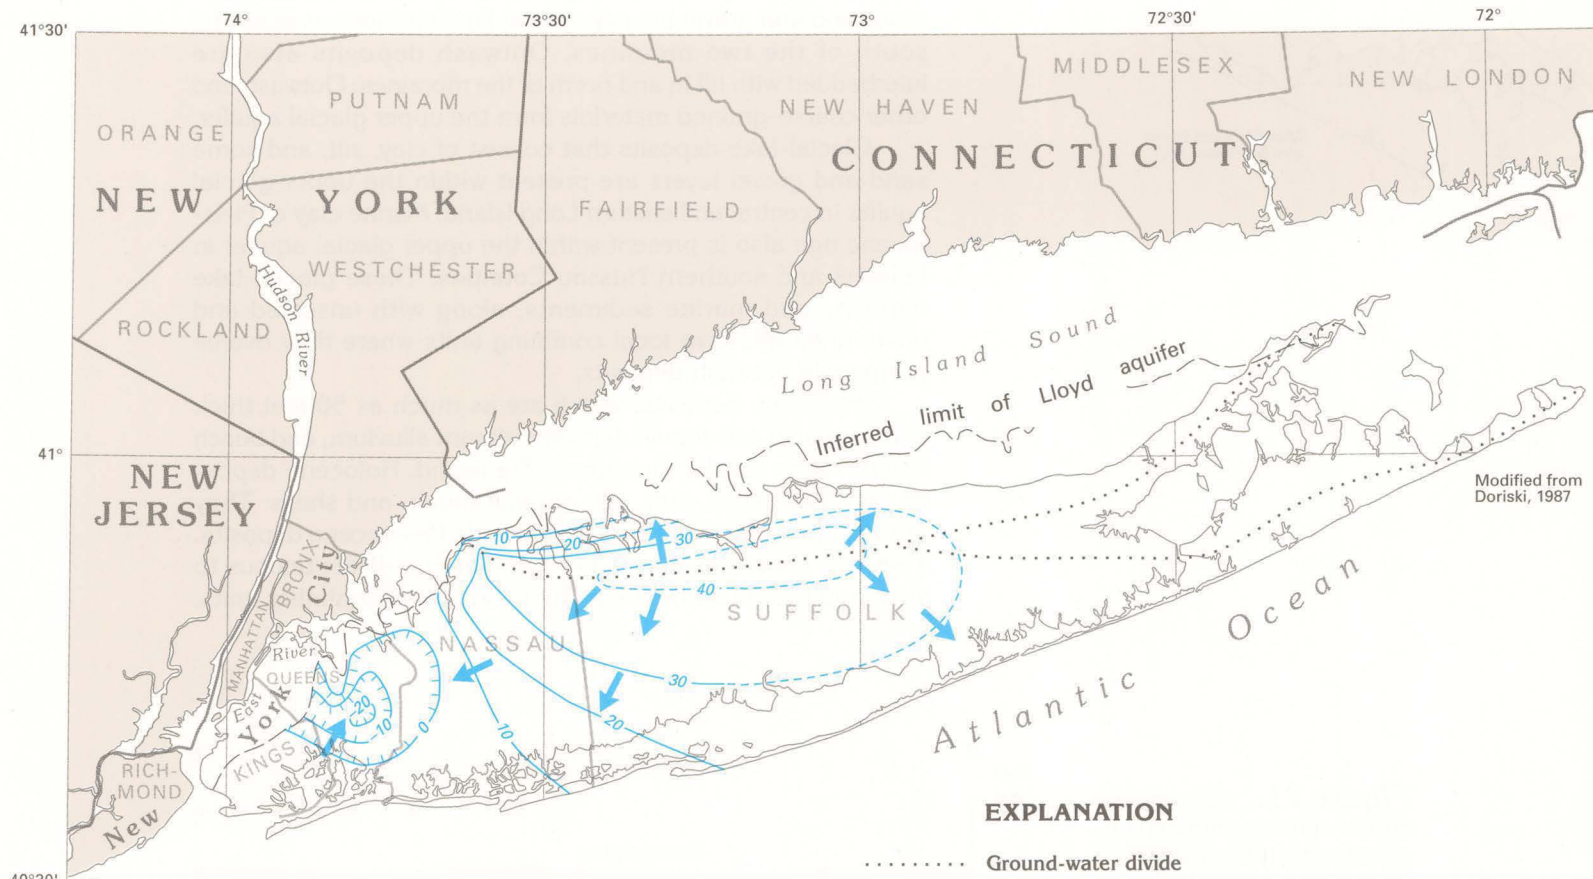 74°
73°30'
73°
72°30'
72°
41°30'
PUTNAM
ORANGE
NEW YORK
WESTCHESTER
ROCKLAND
Hudson River
FAIRFIELD
NEW HAVEN
MIDDLESEX
NEW LONDON
CONNECTICUT
Long Island Sound
Inferred limit of Lloyd aquifer
41°
NEW
JERSEY
Modified from
Doriski, 1987
10
20
30
40
SUFFOLK
NASSAU
BRONX
City
MANHATTAN
River
QUEENS
East
York
KINGS
-20
-10
0
30
20
10
RICH-
MOND
New
Atlantic Ocean
EXPLANATION
Ground-water divide